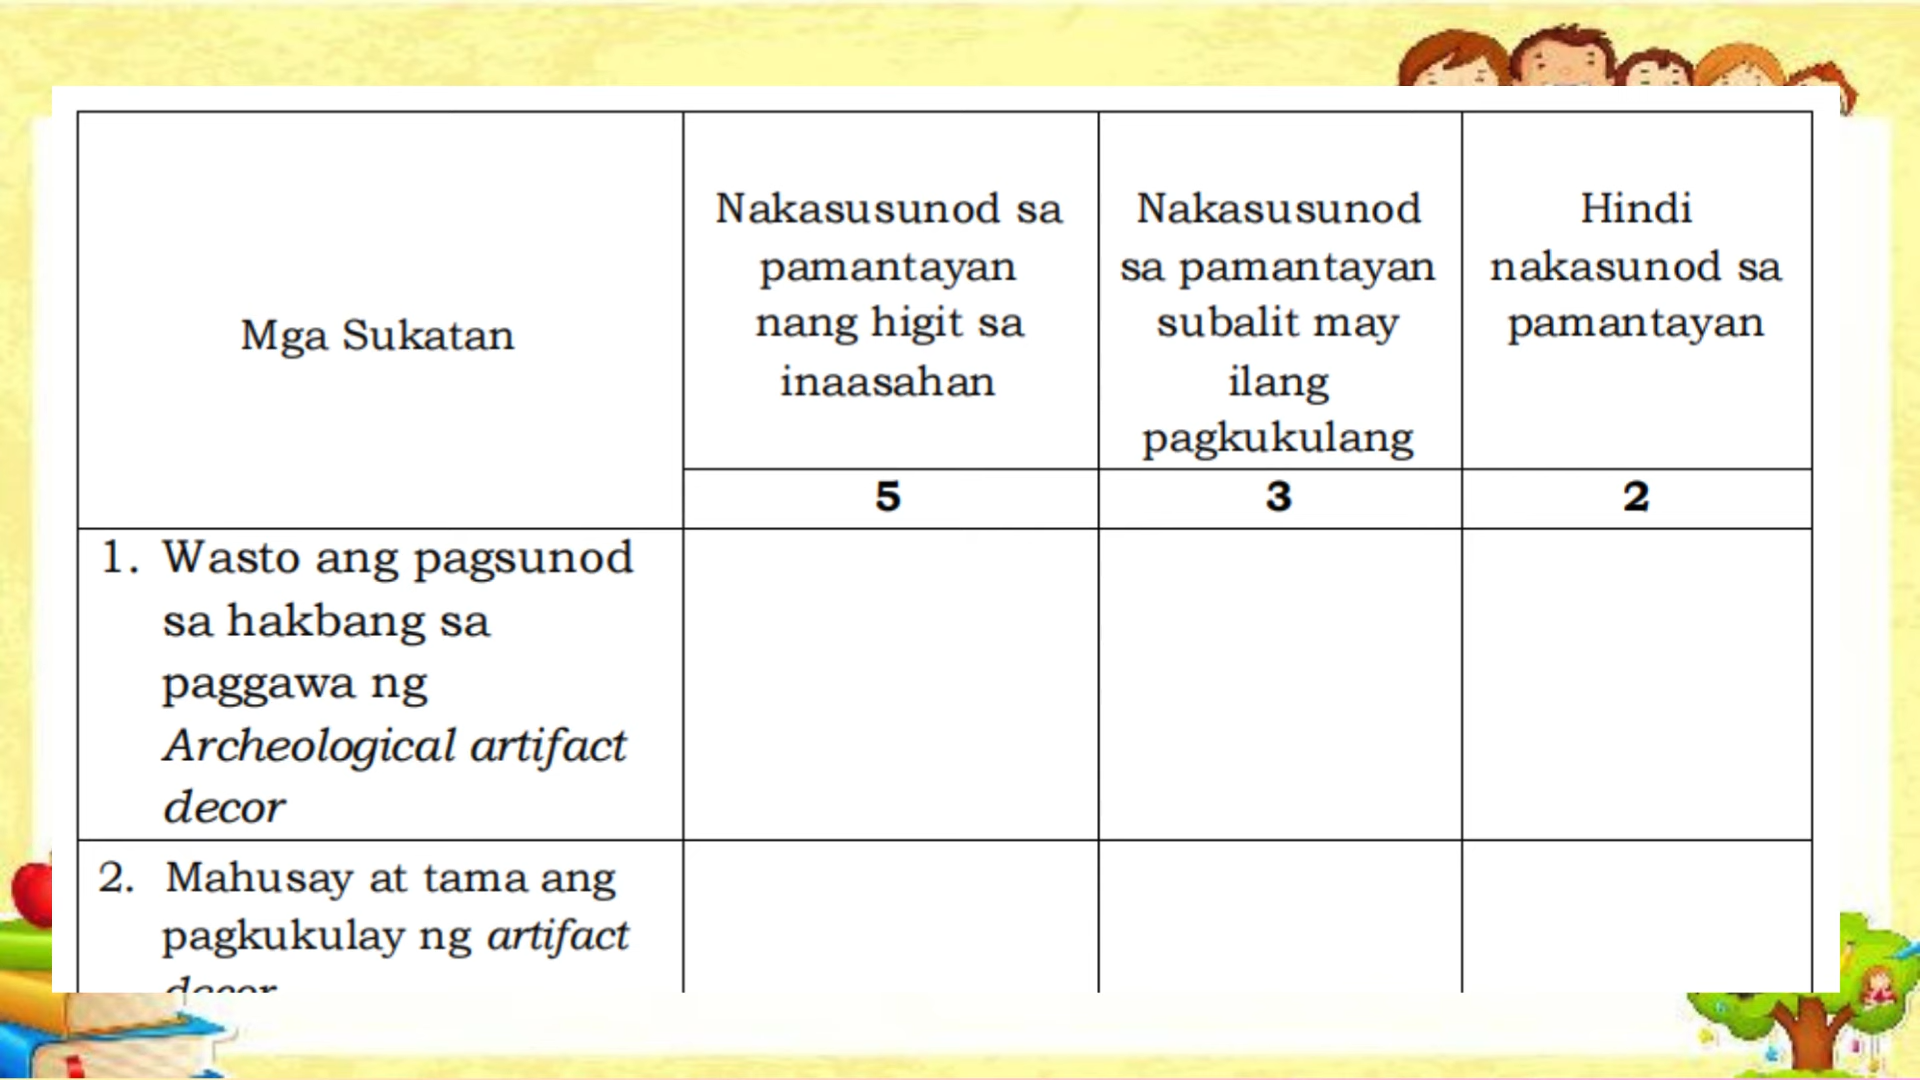 Mga Sukatan
Nakasusunod sa
pamantayan
nang higit sa
inaasahan
Nakasusunod
sa pamantayan
subalit may
ilang
pagkukulang
Hindi
nakasunod sa
pamantayan
5
3
2
1. Wasto ang pagsunod
sa hakbang sa
paggawa ng
Archeological artifact
decor
2. Mahusay at tama ang
pagkukulay ng artifact
decor